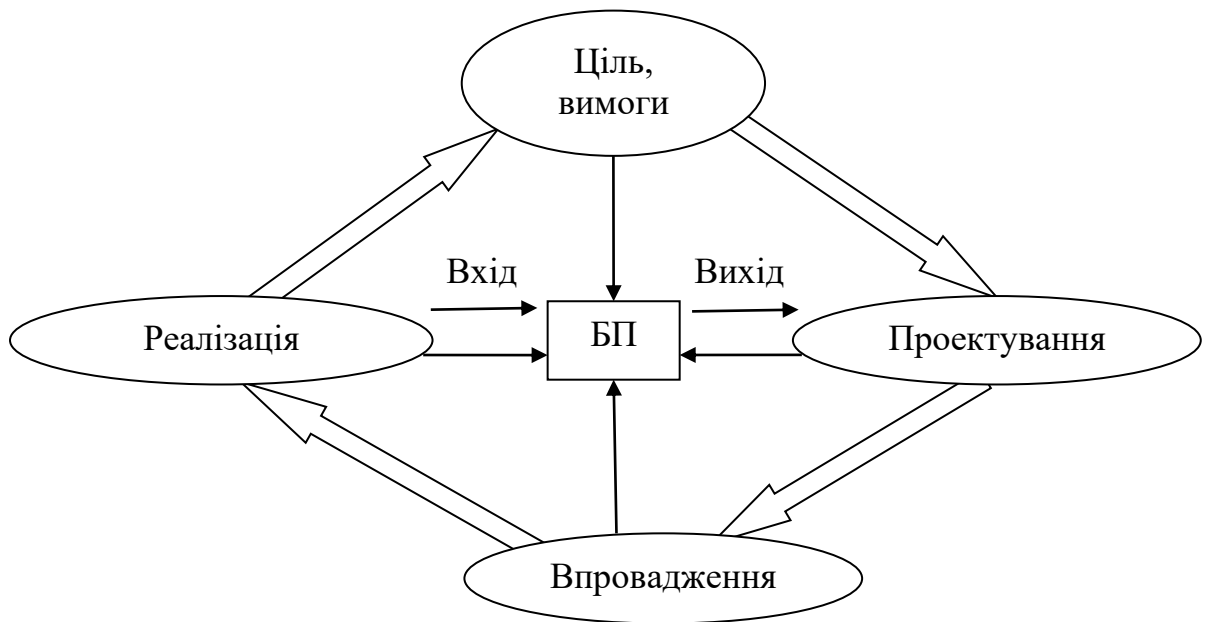 Ціль,
вимоги
Вхід
Вихід
Реалізація
БП
Проектування
Впровадження